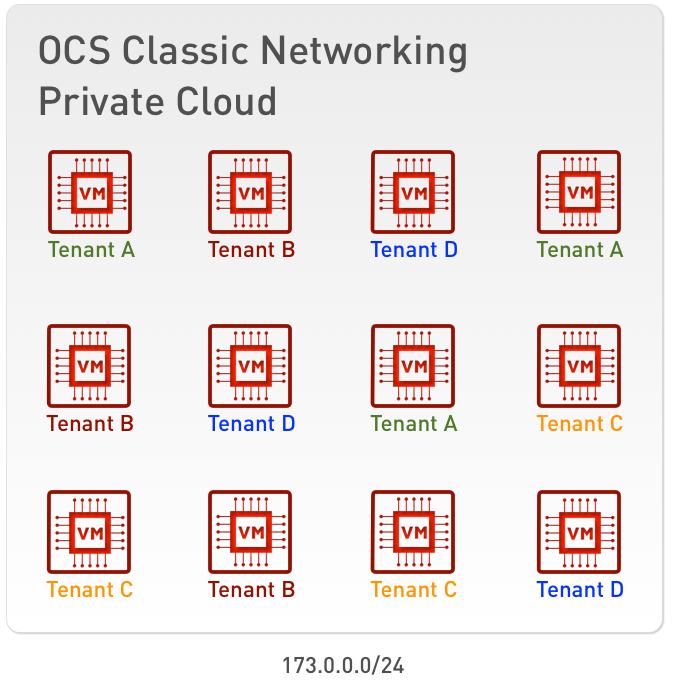 OCS Classic Networking
Private Cloud
VM VM VM VM
Tenant A Tenant B Tenant D Tenant A
VM VM VM VM
Tenant B Tenant D Tenant A Tenant C
VM VM VM VM
Tenant C Tenant B Tenant C Tenant D
173.0.0.0/24